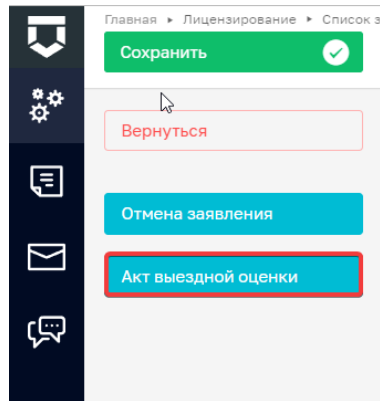 Главная ▸ Лицензирование ▸ Список з
Сохранить
Вернуться
Отмена заявления
Акт выездной оценки